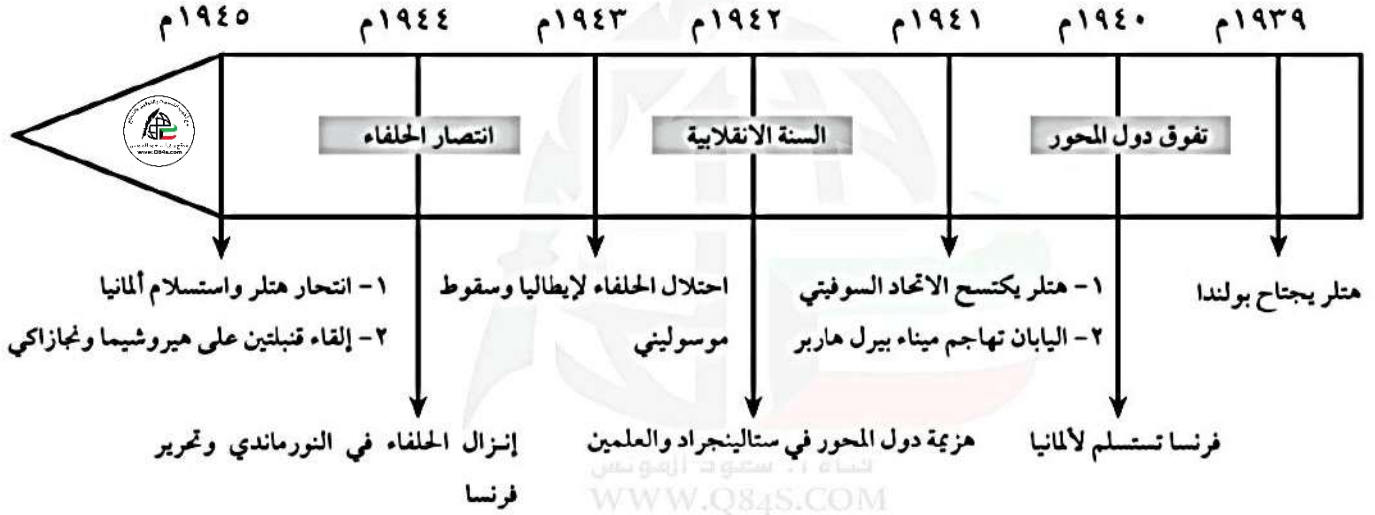 ١٩٣٩م
١٩٤٠م
١٩٤١م
١٩٤٢م
١٩٤٣م
١٩٤٤م
١٩٤٥م
تفوق دول المحور
السنة الانقلابية
انتصار الحلفاء
هتلر يجتاح بولندا
١- هتلر يكتسح الاتحاد السوفيتي
٢- اليابان تهاجم ميناء بيرل هاربر
احتلال الحلفاء لإيطاليا وسقوط
موسوليني
١- انتحار هتلر واستسلام ألمانيا
٢- إلقاء قنبلتين على هيروشيما ونجازاكي
فرنسا تستسلم لألمانيا
هزيمة دول المحور في ستالينجراد والعلمين
إنزال الحلفاء في النورماندي وتحرير
فرنسا
WWW.Q84S.COM
www.Q84s.com